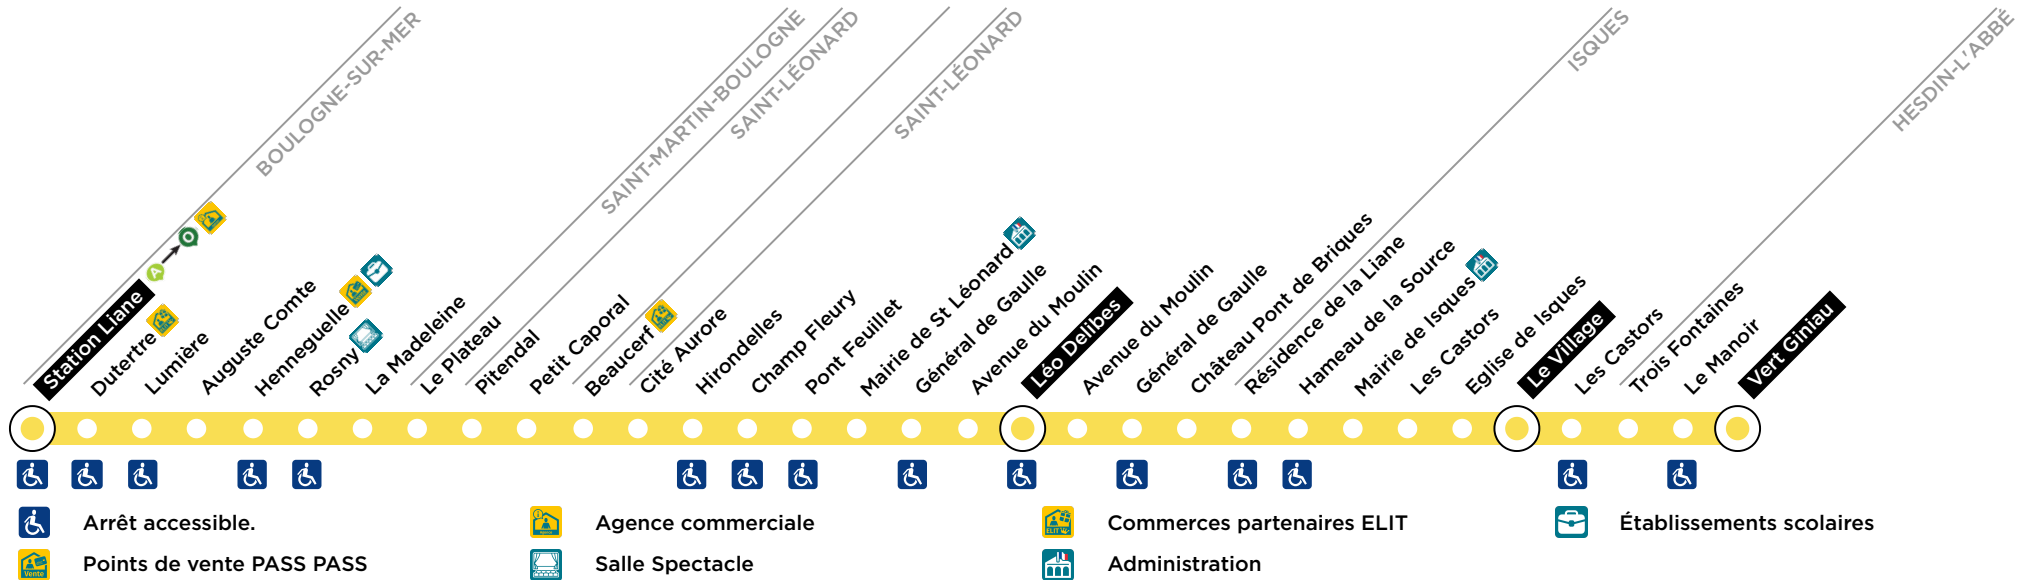 BOULOGNE-SUR-MER
SAINT-MARTIN-BOULOGNE
SAINT-LÉONARD
SAINT-LÉONARD
ISQUES
HESDIN-L'ABBÉ
Station Liane
A
O
Dutertre
Lumière
Auguste Comte
Henneguelle
Rosny
La Madeleine
Le Plateau
Pitendal
Petit Caporal
Beaucerf
Cité Aurore
Hirondelles
Champ Fleury
Pont Feuillet
Mairie de St Léonard
Général de Gaulle
Avenue du Moulin
Léo Delibes
Avenue du Moulin
Général de Gaulle
Château Pont de Briques
Résidence de la Liane
Hameau de la Source
Mairie de Isques
Les Castors
Eglise de Isques
Le Village
Les Castors
Trois Fontaines
Le Manoir
Vert Giniau
Arrêt accessible.
Agence commerciale
Commerces partenaires ELIT
Établissements scolaires
Vente
Points de vente PASS PASS
Salle Spectacle
Administration